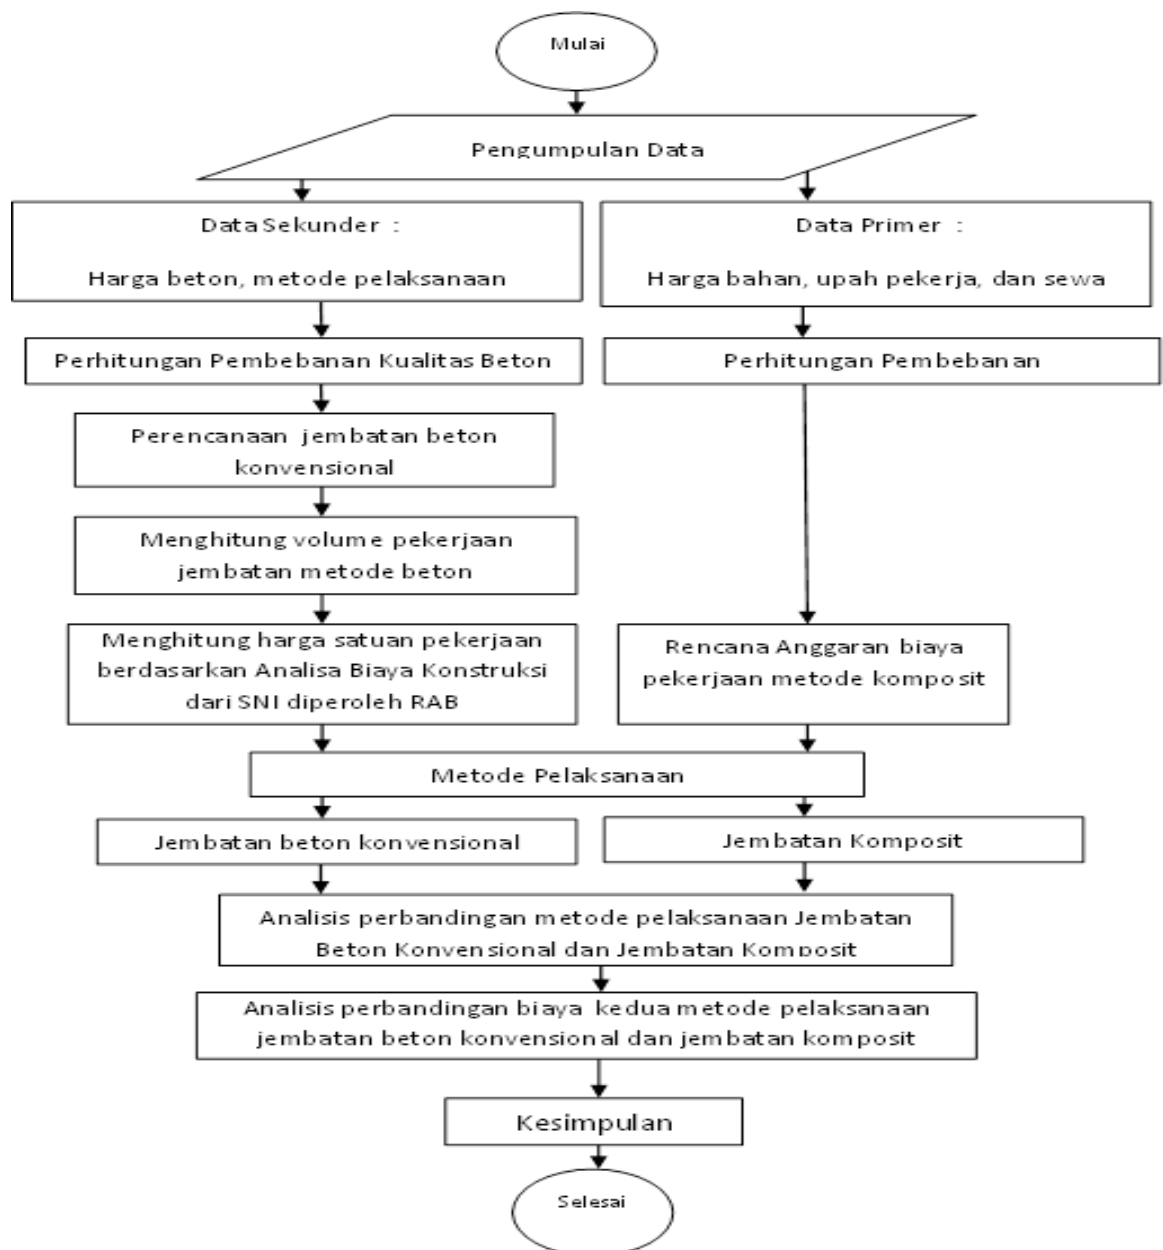 Mulai
Pengumpulan Data
Data Sekunder :
Harga beton, metode pelaksanaan
Data Primer :
Harga bahan, upah pekerja, dan sewa
Perhitungan Pembebanan Kualitas Beton
Perhitungan Pembebanan
Perencanaan jembatan beton
konvensional
Menghitung volume pekerjaan
jembatan metode beton
Menghitung harga satuan pekerjaan
berdasarkan Analisa Biaya Konstruksi
dari SNI diperoleh RAB
Rencana Anggaran biaya
pekerjaan metode komposit
Metode Pelaksanaan
Jembatan beton konvensional
Jembatan Komposit
Analisis perbandingan metode pelaksanaan Jembatan
Beton Konvensional dan Jembatan Komposit
Analisis perbandingan biaya kedua metode pelaksanaan
jembatan beton konvensional dan jembatan komposit
Kesimpulan
Selesai